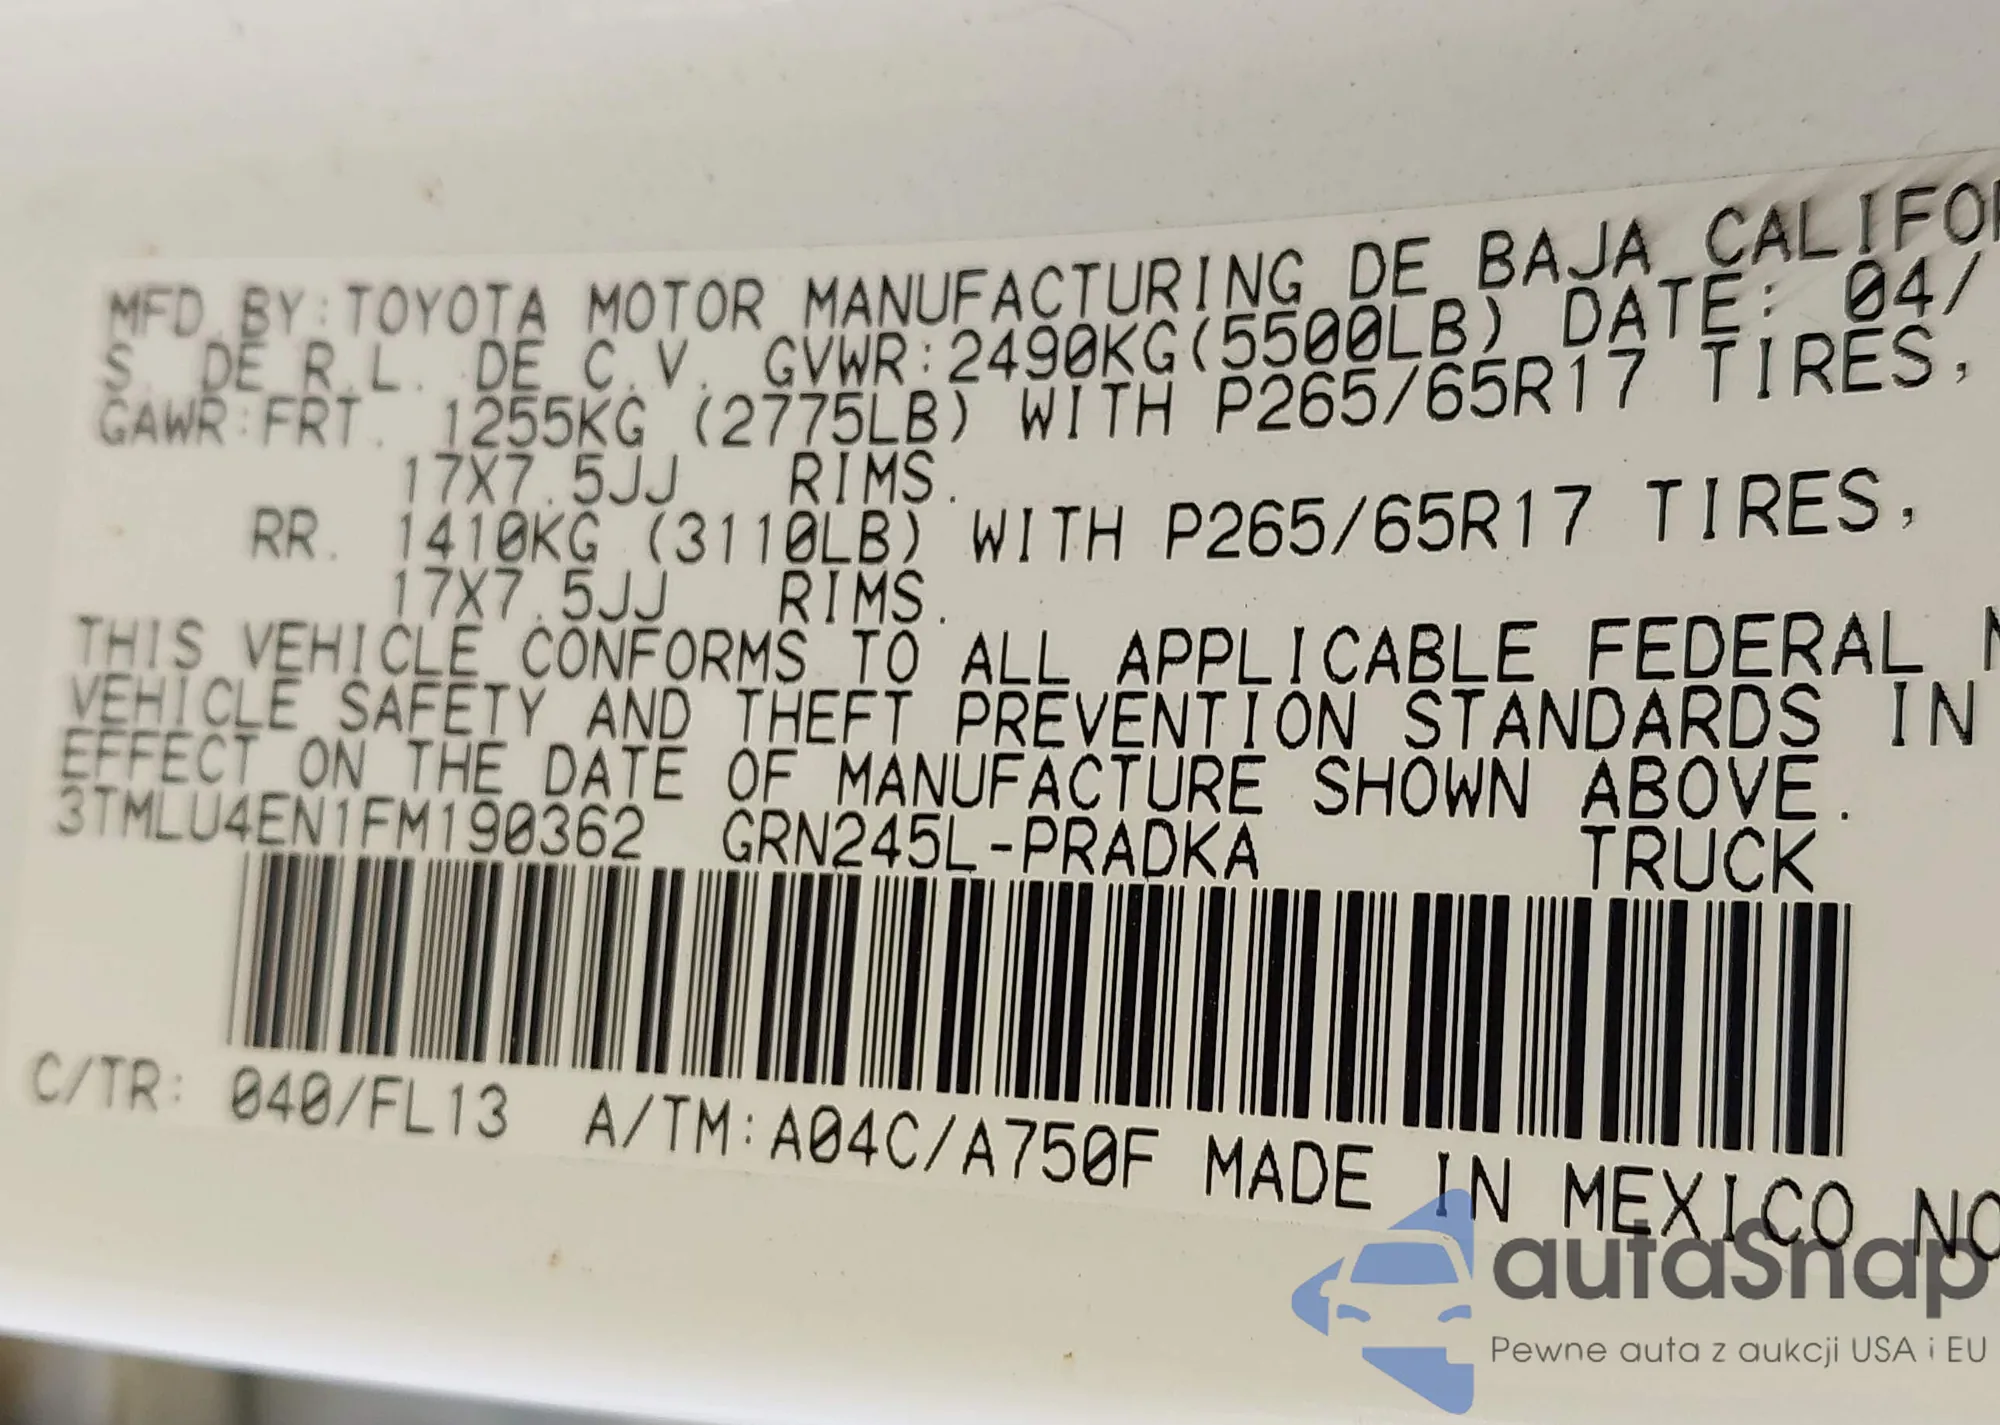 MFD.BY:TOYOTA MOTOR MANUFACTURING DE BAJA CALIFOR
S. DE R.L. DE C.V. GVWR:2490KG(5500LB) DATE: 04/
GAWR:FRT. 1255KG (2775LB) WITH P265/65R17 TIRES,
17X7.5JJ RIMS.
RR. 1410KG (3110LB) WITH P265/65R17 TIRES,
17X7.5JJ RIMS.
THIS VEHICLE CONFORMS TO ALL APPLICABLE FEDERAL M
VEHICLE SAFETY AND THEFT PREVENTION STANDARDS IN
EFFECT ON THE DATE OF MANUFACTURE SHOWN ABOVE.
3TMLU4EN1FM190362 GRN245L-PRADKA TRUCK
C/TR: 040/FL13 A/TM:A04C/A750F MADE IN MEXICO NO
autaSnap
Pewne auta z aukcji USA i EU